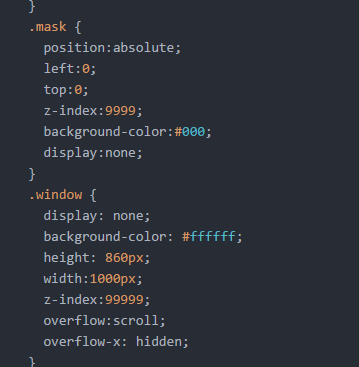 }
.mask {
position:absolute;
left:0;
top:0;
z-index:9999;
background-color:#000;
display:none;
}
.window {
display: none;
background-color: #ffffff;
height: 860px;
width:1000px;
z-index:99999;
overflow:scroll;
overflow-x: hidden;
}